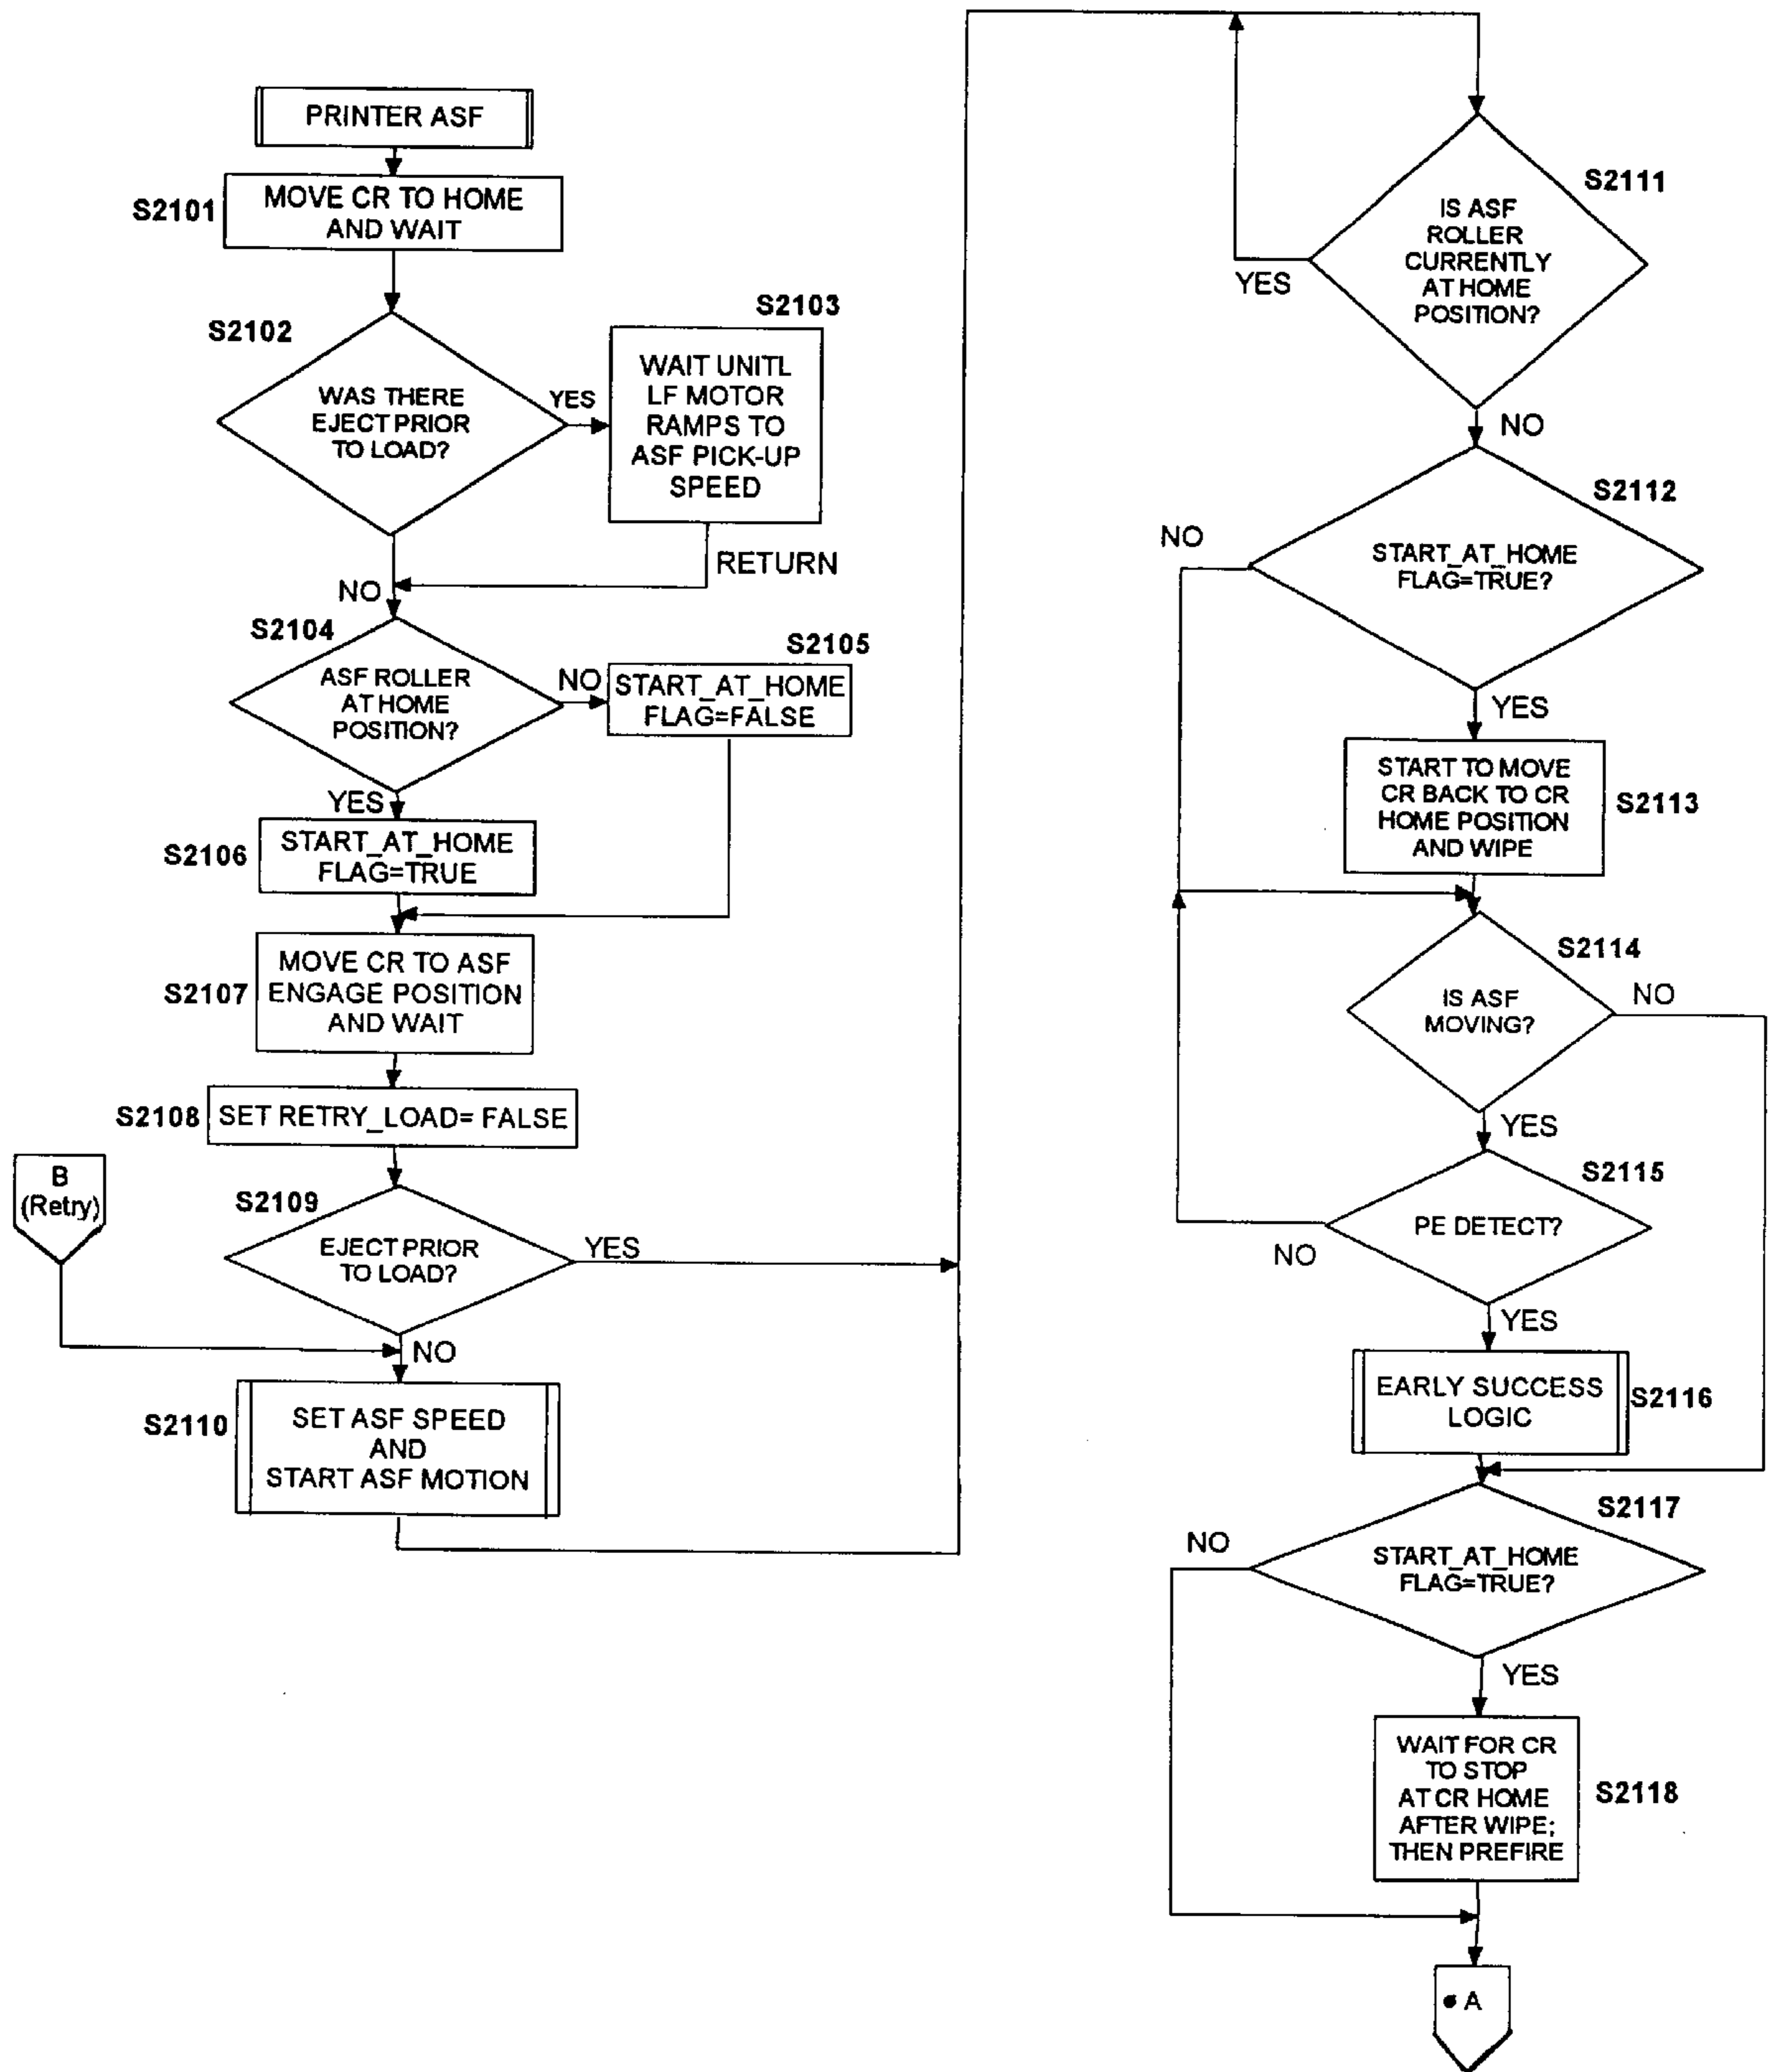 PRINTER ASF
S2101
MOVE CR TO HOME
AND WAIT
S2102
WAS THERE
EJECT PRIOR
TO LOAD?
YES
S2103
WAIT UNITL
LF MOTOR
RAMPS TO
ASF PICK-UP
SPEED
RETURN
NO
S2104
ASF ROLLER
AT HOME
POSITION?
NO
S2105
START_AT_HOME
FLAG=FALSE
YES
S2106
START_AT_HOME
FLAG=TRUE
S2107
MOVE CR TO ASF
ENGAGE POSITION
AND WAIT
S2108
SET RETRY_LOAD= FALSE
B
(Retry)
S2109
EJECT PRIOR
TO LOAD?
YES
NO
S2110
SET ASF SPEED
AND
START ASF MOTION
S2111
IS ASF
ROLLER
CURRENTLY
AT HOME
POSITION?
YES
NO
S2112
START_AT_HOME
FLAG=TRUE?
NO
YES
START TO MOVE
CR BACK TO CR
HOME POSITION
AND WIPE
S2113
S2114
IS ASF
MOVING?
NO
YES
S2115
PE DETECT?
NO
YES
EARLY SUCCESS
LOGIC
S2116
S2117
START_AT_HOME
FLAG=TRUE?
NO
YES
WAIT FOR CR
TO STOP
AT CR HOME
AFTER WIPE;
THEN PREFIRE
S2118
A